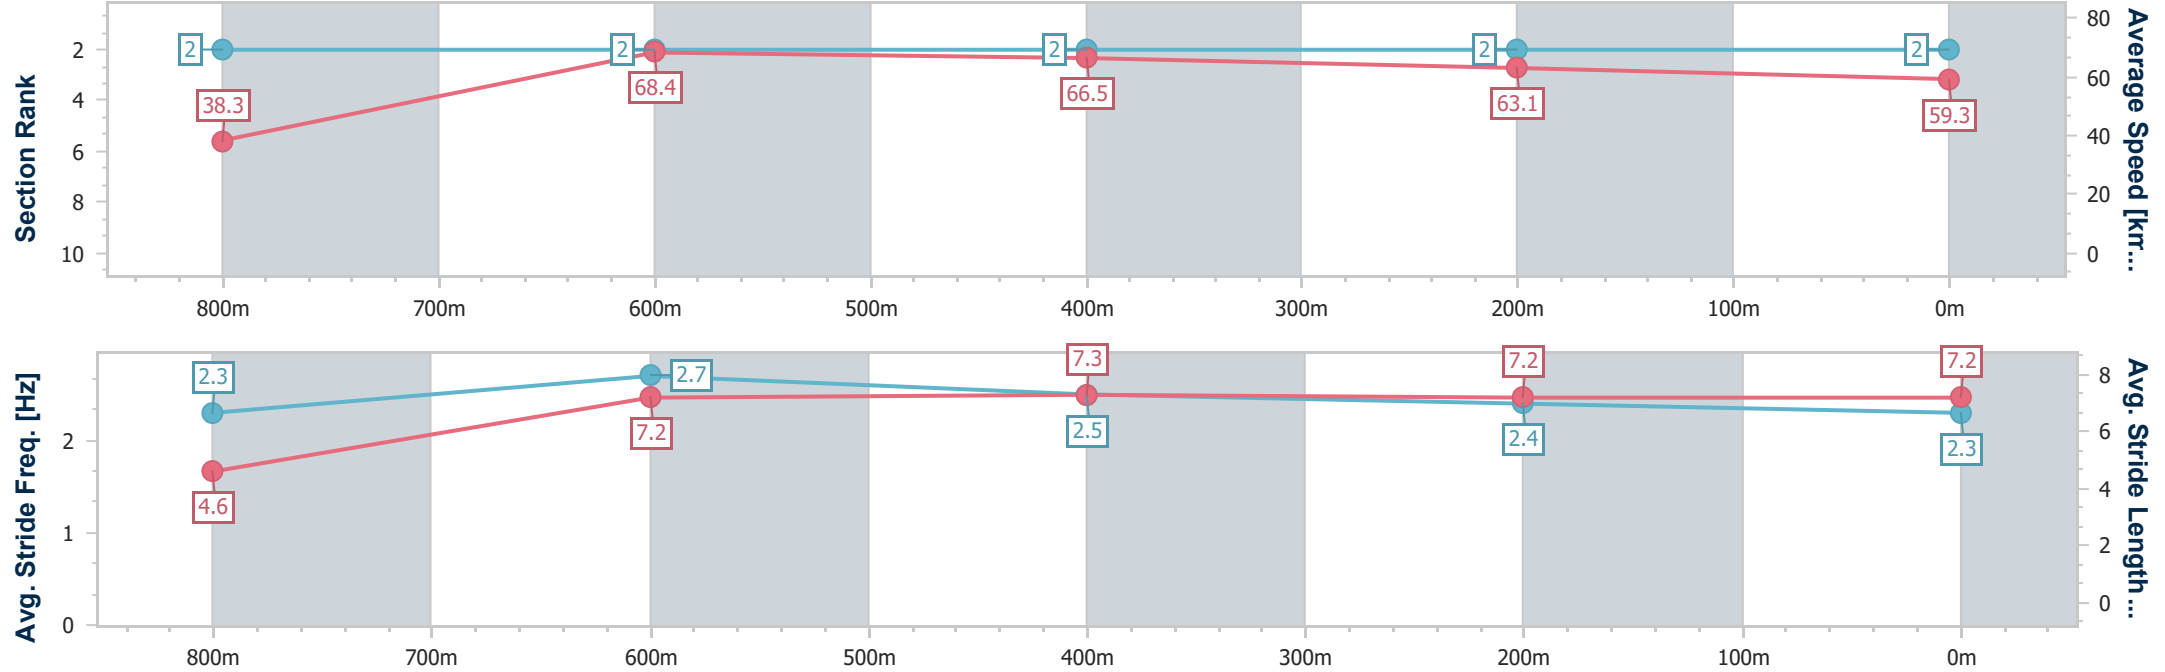 Section Rank
2
4
6
8
10
80
60
40
20
0
Average Speed [km...
2
2
2
2
2
38.3
68.4
66.5
63.1
59.3
800m
700m
600m
500m
400m
300m
200m
100m
0m
Avg. Stride Freq. [Hz]
2
1
0
8
6
4
2
0
Avg. Stride Length ...
2.3
2.7
2.5
2.4
2.3
4.6
7.2
7.3
7.2
7.2
800m
700m
600m
500m
400m
300m
200m
100m
0m